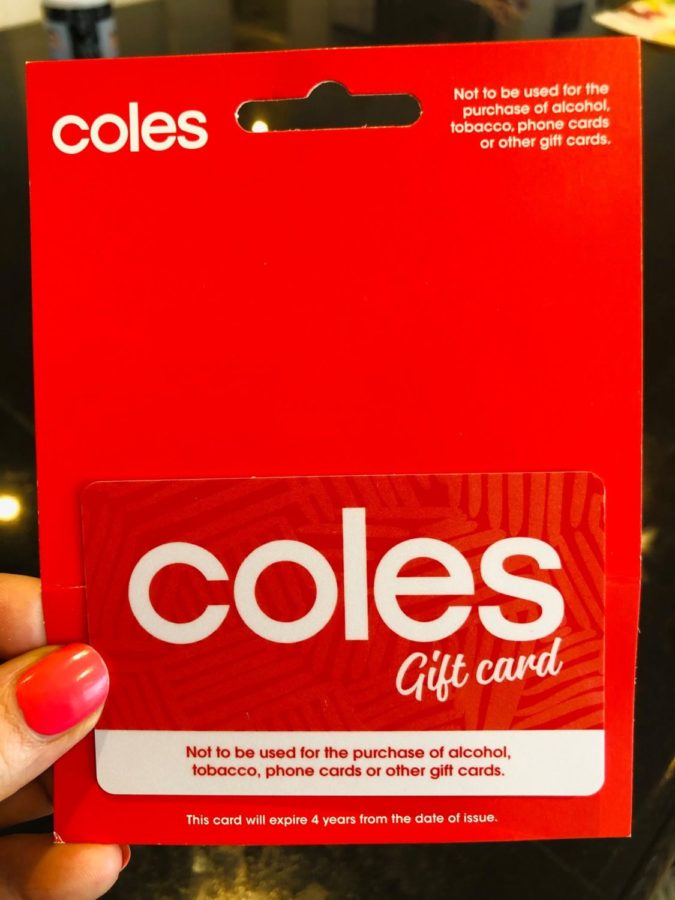 coles
Not to be used for the
purchase of alcohol,
tobacco, phone cards
or other gift cards.
coles
Gift card
Not to be used for the purchase of alcohol,
tobacco, phone cards or other gift cards.
This card will expire 4 years from the date of issue.